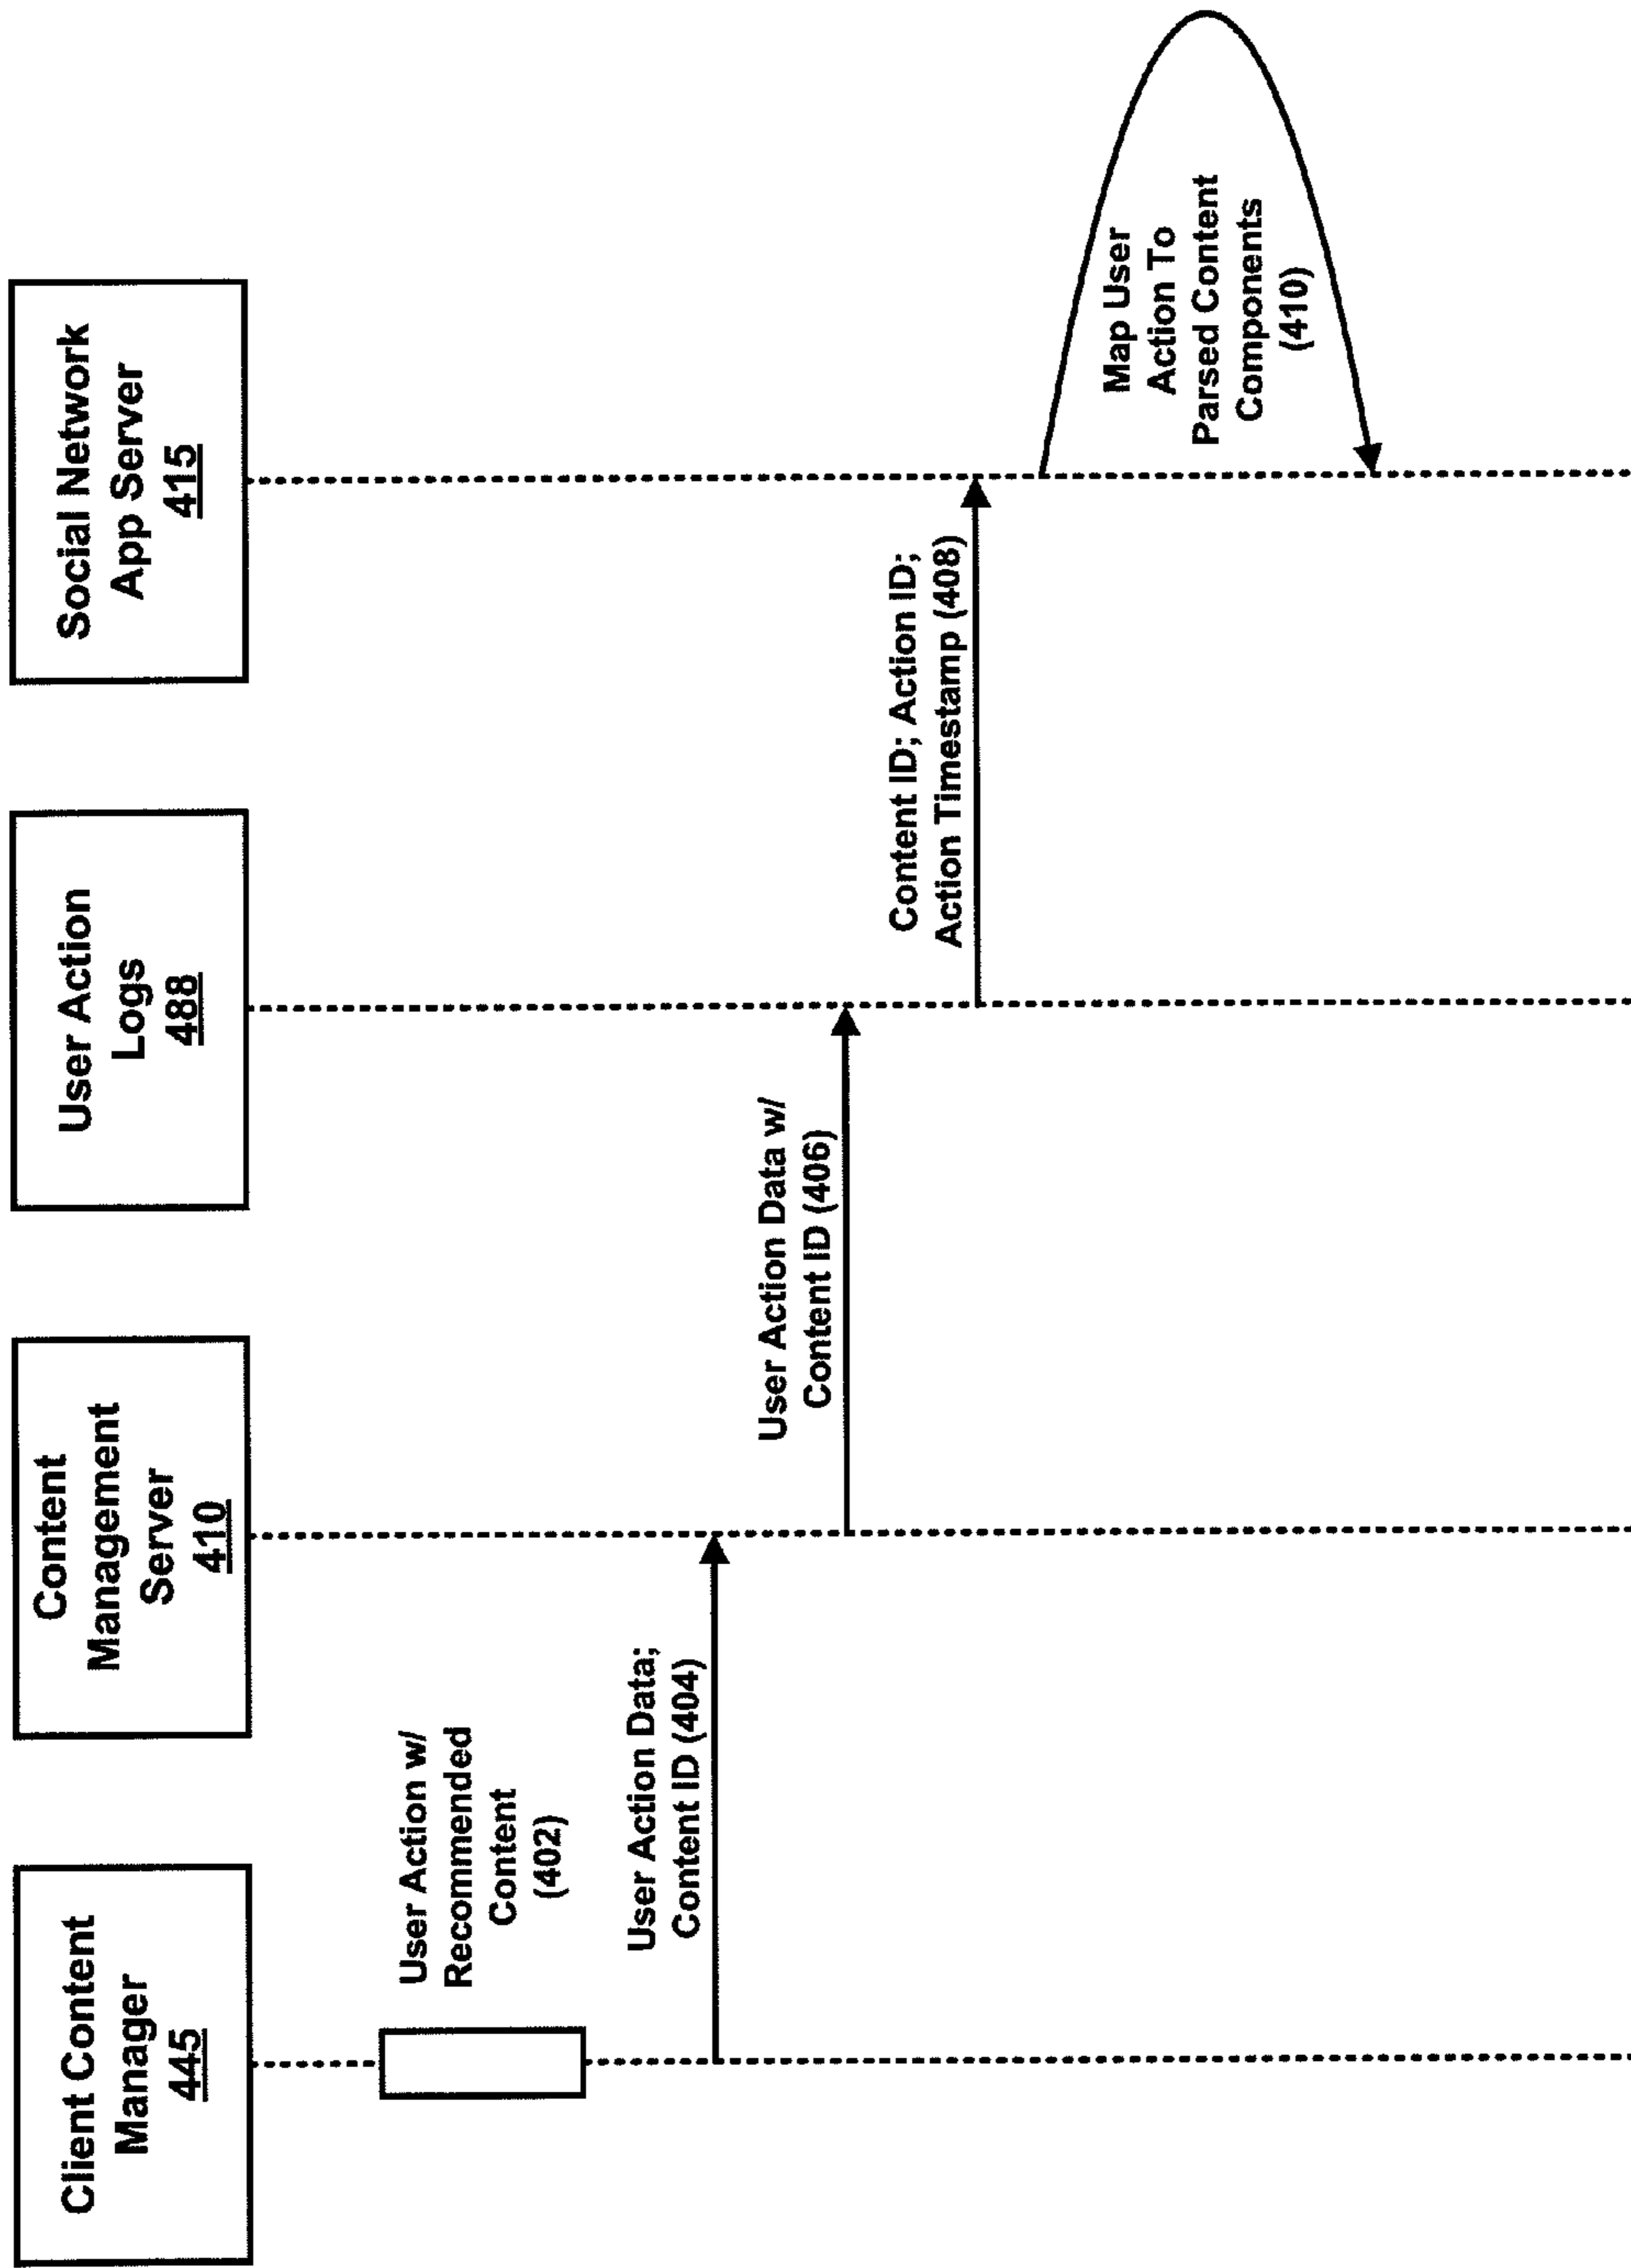 Client Content
Manager
445
Content
Management
Server
410
User Action
Logs
488
Social Network
App Server
415
User Action w/
Recommended
Content
(402)
User Action Data;
Content ID (404)
User Action Data w/
Content ID (406)
Content ID; Action ID;
Action Timestamp (408)
Map User
Action To
Parsed Content
Components
(410)